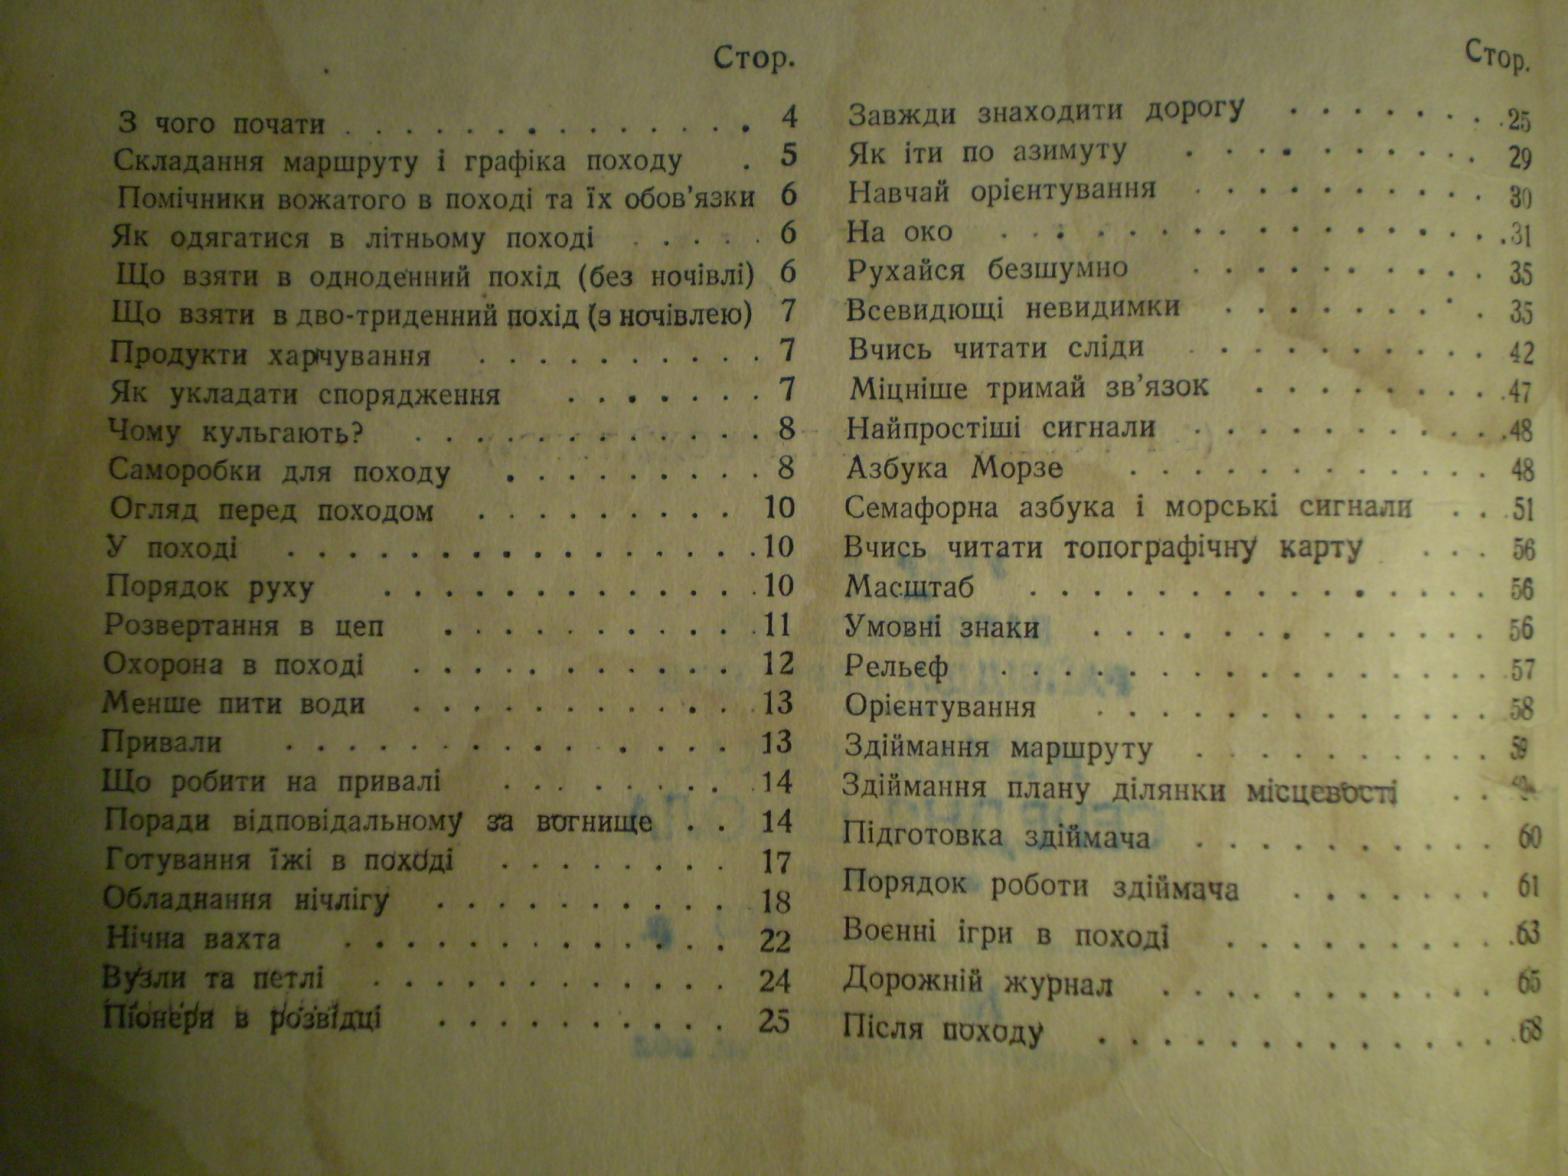 Стор.
З чого почати . . . . . . . . . . . . . . 4
Складання маршруту і графіка походу . 5
Помічники вожатого в поході та їх обов’язки 6
Як одягатися в літньому поході . . . . . 6
Що взяти в одноденний похід (без ночівлі) 6
Що взяти в дво-триденний похід (з ночівлею) 7
Продукти харчування . . . . . . . . . . 7
Як укладати спорядження . . . . . . . 7
Чому кульгають? . . . . . . . . . . . . 8
Саморобки для походу . . . . . . . . . 8
Огляд перед походом . . . . . . . . . 10
У поході . . . . . . . . . . . . . . . . 10
Порядок руху . . . . . . . . . . . . . 10
Розвертання в цеп . . . . . . . . . . . 11
Охорона в поході . . . . . . . . . . . 12
Менше пити води . . . . . . . . . . . . 13
Привали . . . . . . . . . . . . . . . 13
Що робити на привалі . . . . . . . . . 14
Поради відповідальному за вогнище . . 14
Готування їжі в поході . . . . . . . . 17
Обладнання нічлігу . . . . . . . . . . 18
Нічна вахта . . . . . . . . . . . . . 22
Вузли та петлі . . . . . . . . . . . . 24
Піонери в розвідці . . . . . . . . . . 25
Стор.
Завжди знаходити дорогу . . . . . . . . 25
Як іти по азимуту . . . . . . . . . . 29
Навчай орієнтування . . . . . . . . . . 30
На око . . . . . . . . . . . . . . . . . 31
Рухайся безшумно . . . . . . . . . . 35
Всевидющі невидимки . . . . . . . . . 35
Вчись читати сліди . . . . . . . . . . 42
Міцніше тримай зв’язок . . . . . . . . . 47
Найпростіші сигнали . . . . . . . . . . . 48
Азбука Морзе . . . . . . . . . . . . 48
Семафорна азбука і морські сигнали . . . 51
Вчись читати топографічну карту . . . 56
Масштаб . . . . . . . . . . . . . . . 56
Умовні знаки . . . . . . . . . . . . . 56
Рельєф . . . . . . . . . . . . . . . . . 57
Орієнтування . . . . . . . . . . . . . . 58
Здіймання маршруту . . . . . . . . . . 59
Здіймання плану ділянки місцевості . . .
Підготовка здіймача . . . . . . . . . . 60
Порядок роботи здіймача . . . . . . . 61
Воєнні ігри в поході . . . . . . . . . . 63
Дорожній журнал . . . . . . . . . . . 65
Після походу . . . . . . . . . . . . . . 68